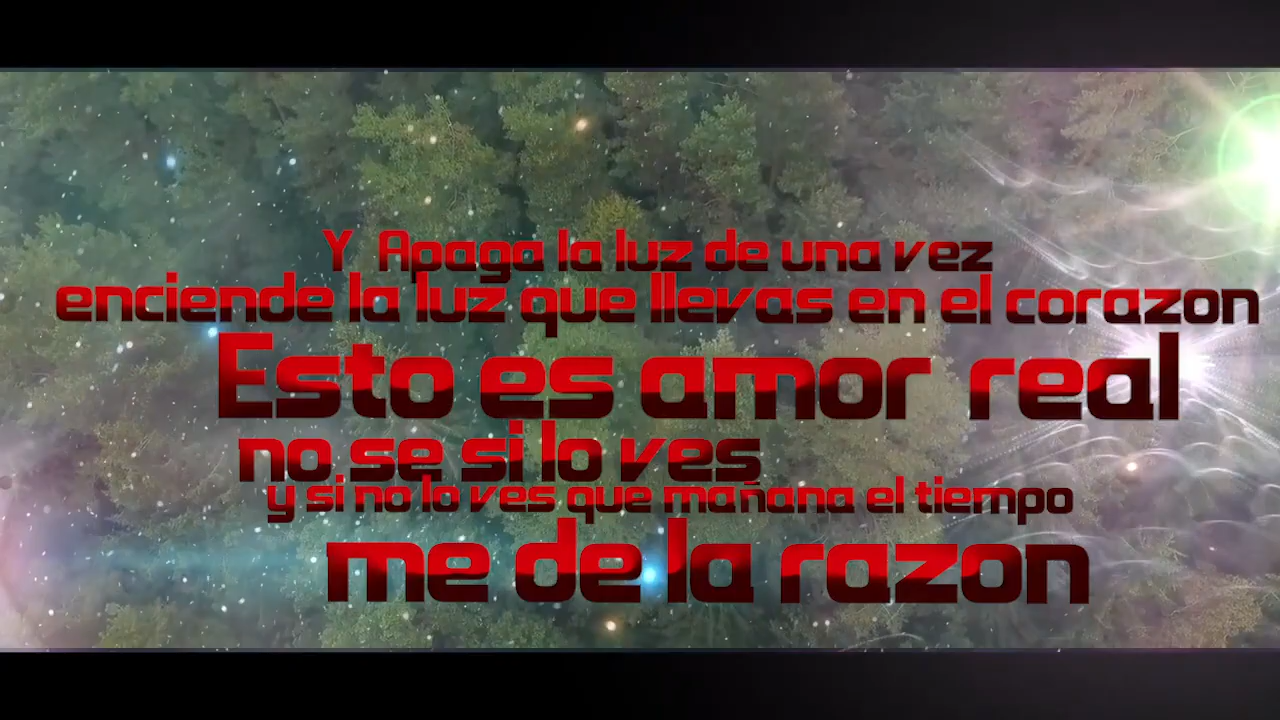 Y Apaga la luz de una vez
enciende la luz que llevas en el corazon
Esto es amor real
no se si lo ves
y si no lo ves que mañana el tiempo
me de la razon